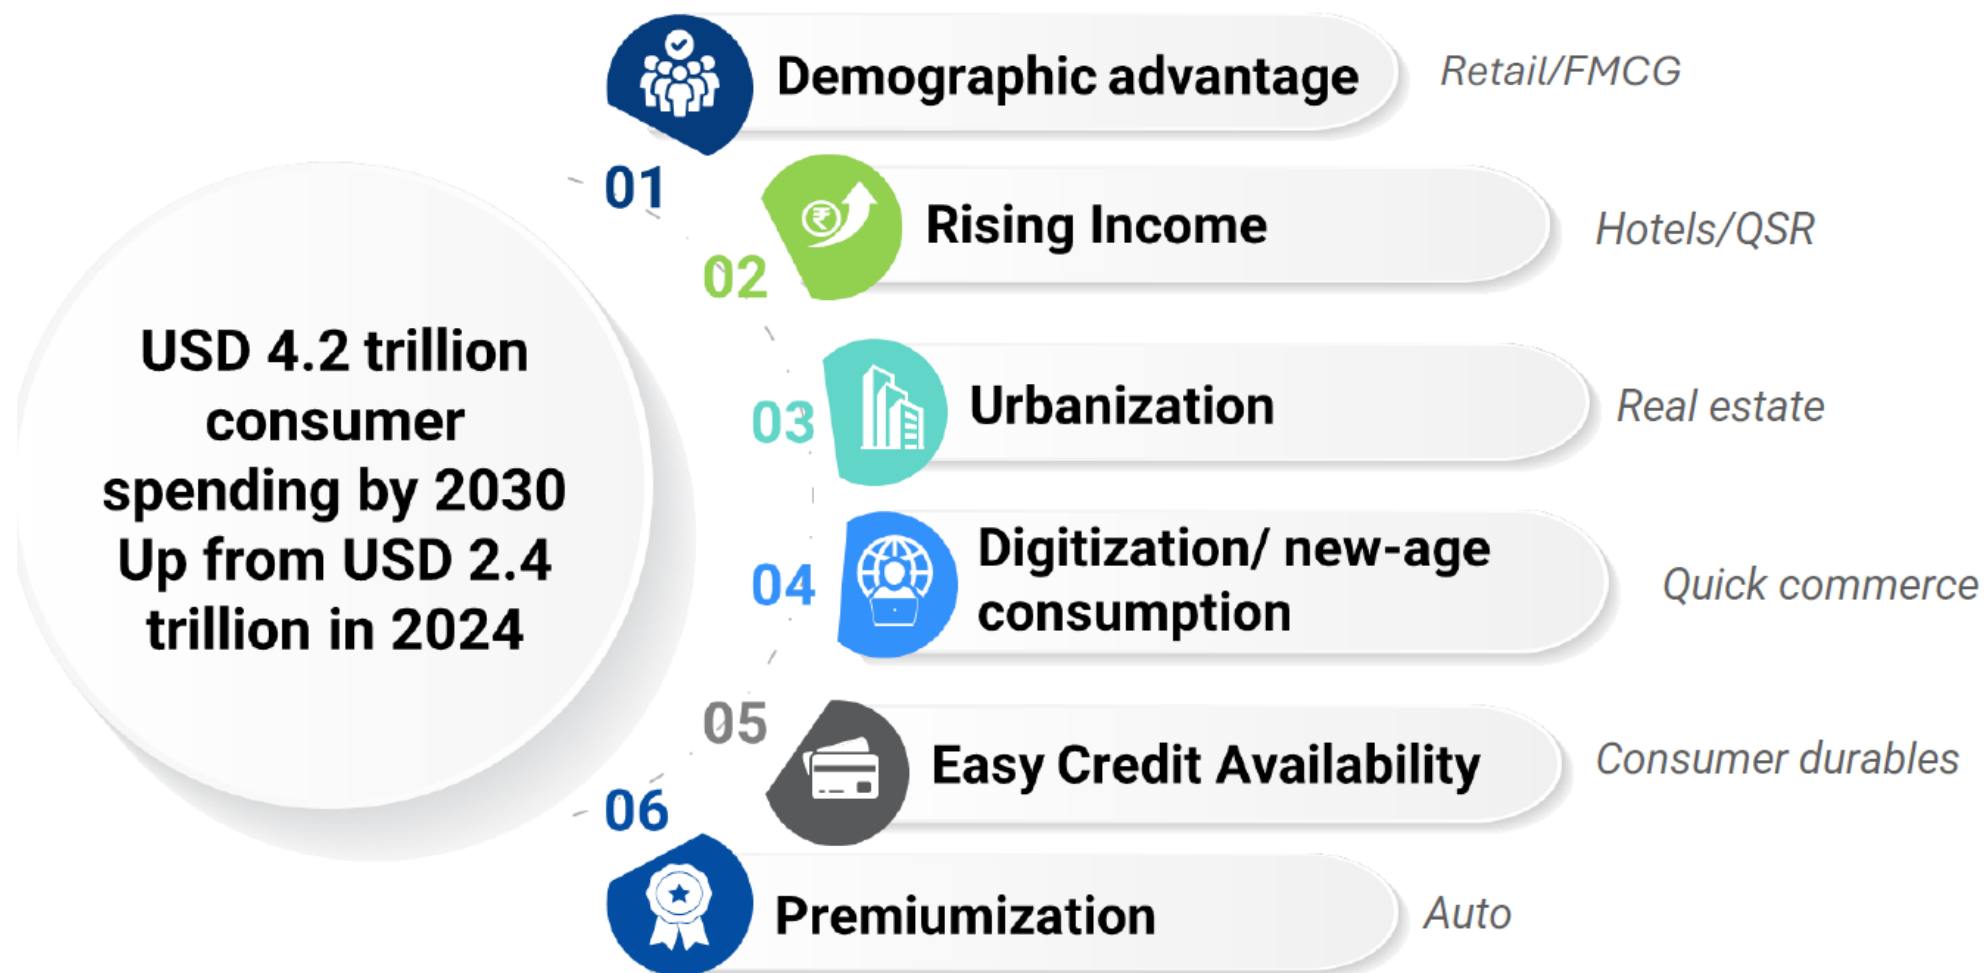 USD 4.2 trillion
consumer
spending by 2030
Up from USD 2.4
trillion in 2024
01
Demographic advantage
Retail/FMCG
02
₹
Rising Income
Hotels/QSR
03
Urbanization
Real estate
04
Digitization/ new-age
consumption
Quick commerce
05
Easy Credit Availability
Consumer durables
06
Premiumization
Auto